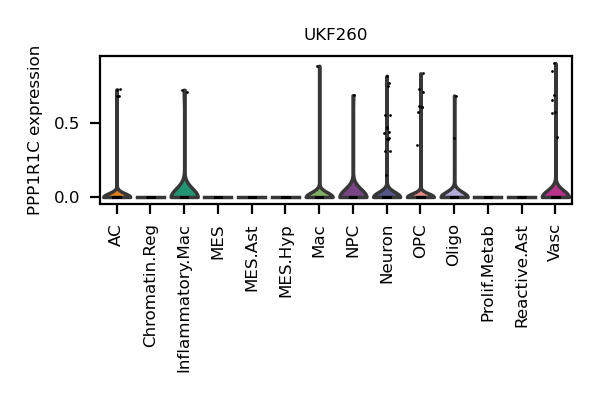 UKF260
PPP1R1C expression
0.5
0.0
AC
Chromatin.Reg
Inflammatory.Mac
MES
MES.Ast
MES.Hyp
Mac
NPC
Neuron
OPC
Oligo
Prolif.Metab
Reactive.Ast
Vasc